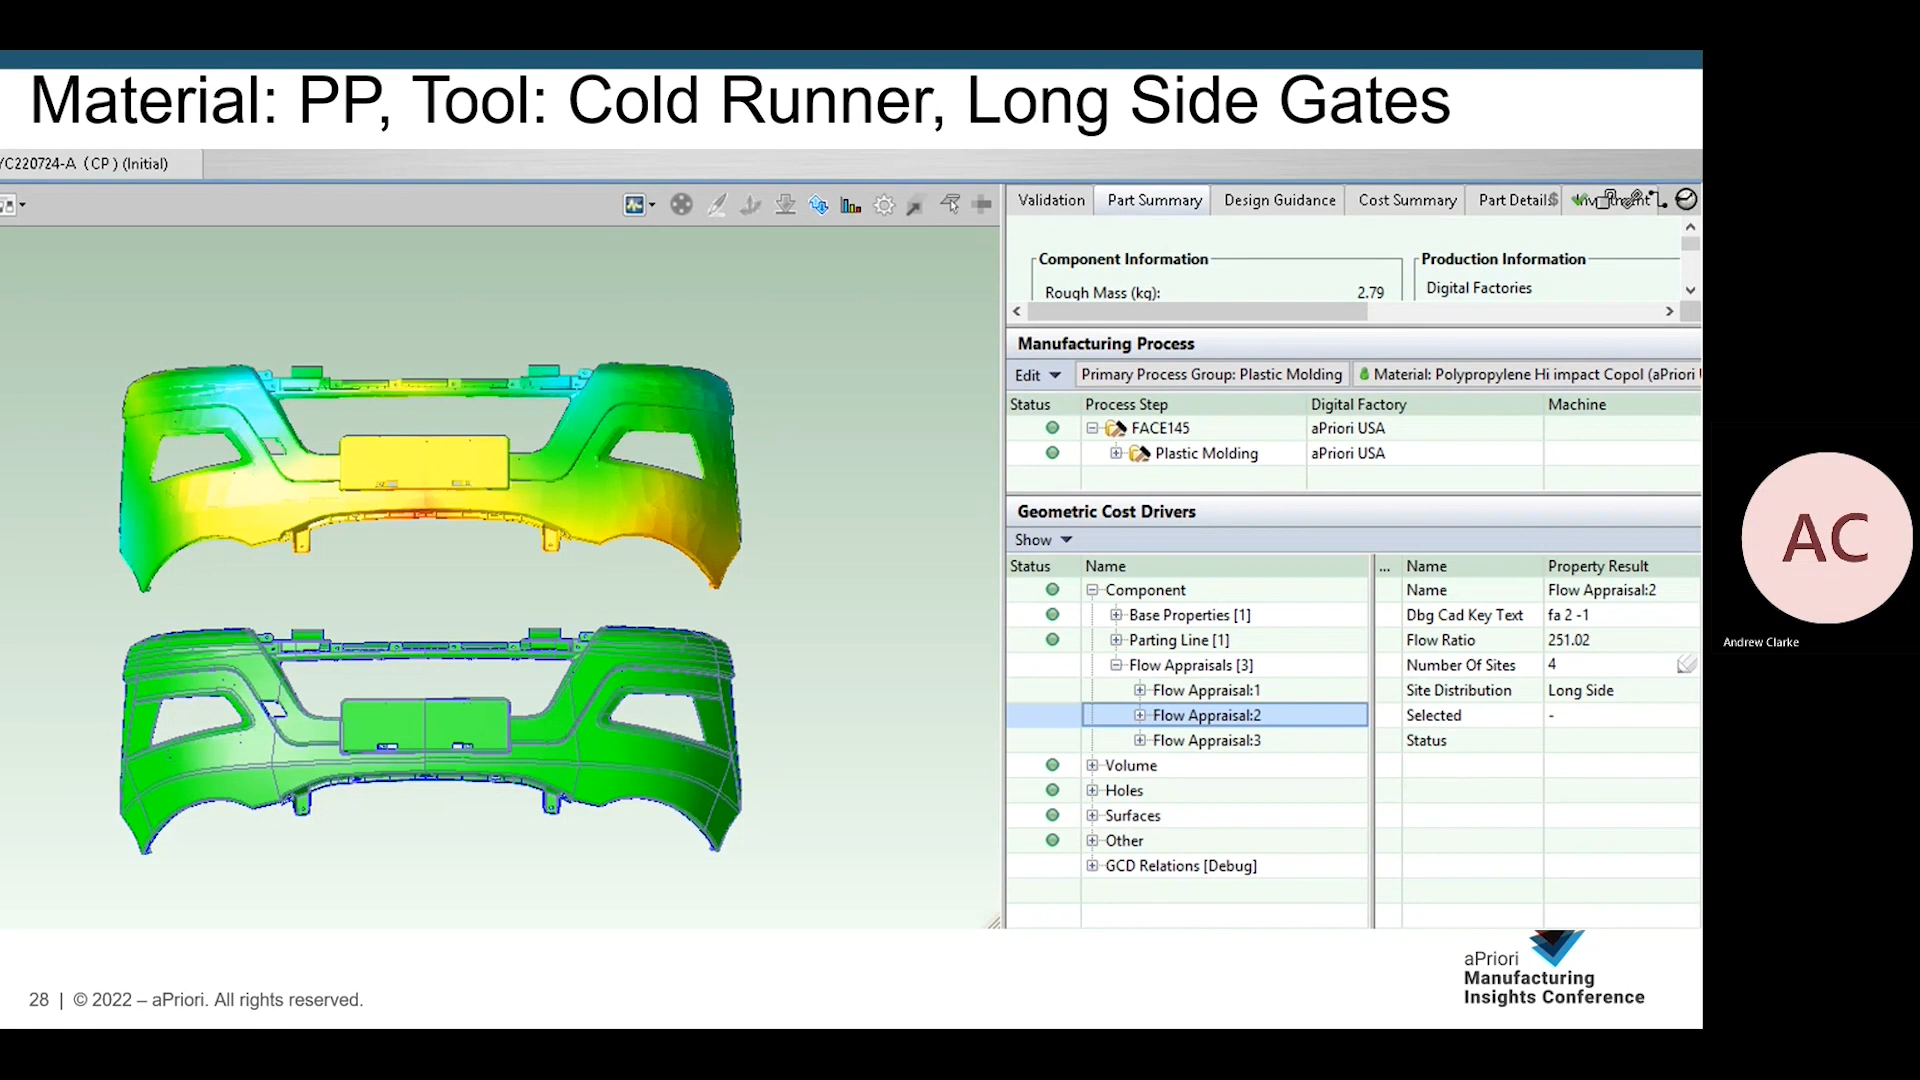 Material: PP, Tool: Cold Runner, Long Side Gates
YC220724-A (CP) (Initial)
Validation Part Summary Design Guidance Cost Summary Part Details
Component Information Production Information
Rough Mass (kg): 2.79 Digital Factories
Manufacturing Process
Edit Primary Process Group: Plastic Molding Material: Polypropylene Hi impact Copol (aPriori
Status Process Step Digital Factory Machine
FACE145 aPriori USA
Plastic Molding aPriori USA
Geometric Cost Drivers
Show
Status Name ... Name Property Result
Component Name Flow Appraisal:2
Base Properties [1] Dbg Cad Key Text fa 2 -1
Parting Line [1] Flow Ratio 251.02
Flow Appraisals [3] Number Of Sites 4
Flow Appraisal:1 Site Distribution Long Side
Flow Appraisal:2 Selected -
Flow Appraisal:3 Status
Volume
Holes
Surfaces
Other
GCD Relations [Debug]
AC
Andrew Clarke
aPriori
Manufacturing
Insights Conference
28 | © 2022 – aPriori. All rights reserved.